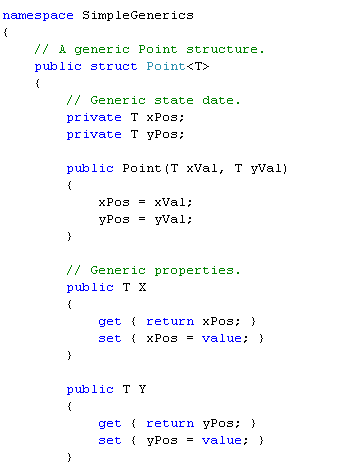 namespace SimpleGenerics
{
    // A generic Point structure.
    public struct Point<T>
    {
        // Generic state date.
        private T xPos;
        private T yPos;

        public Point(T xVal, T yVal)
        {
            xPos = xVal;
            yPos = yVal;
        }

        // Generic properties.
        public T X
        {
            get { return xPos; }
            set { xPos = value; }
        }

        public T Y
        {
            get { return yPos; }
            set { yPos = value; }
        }